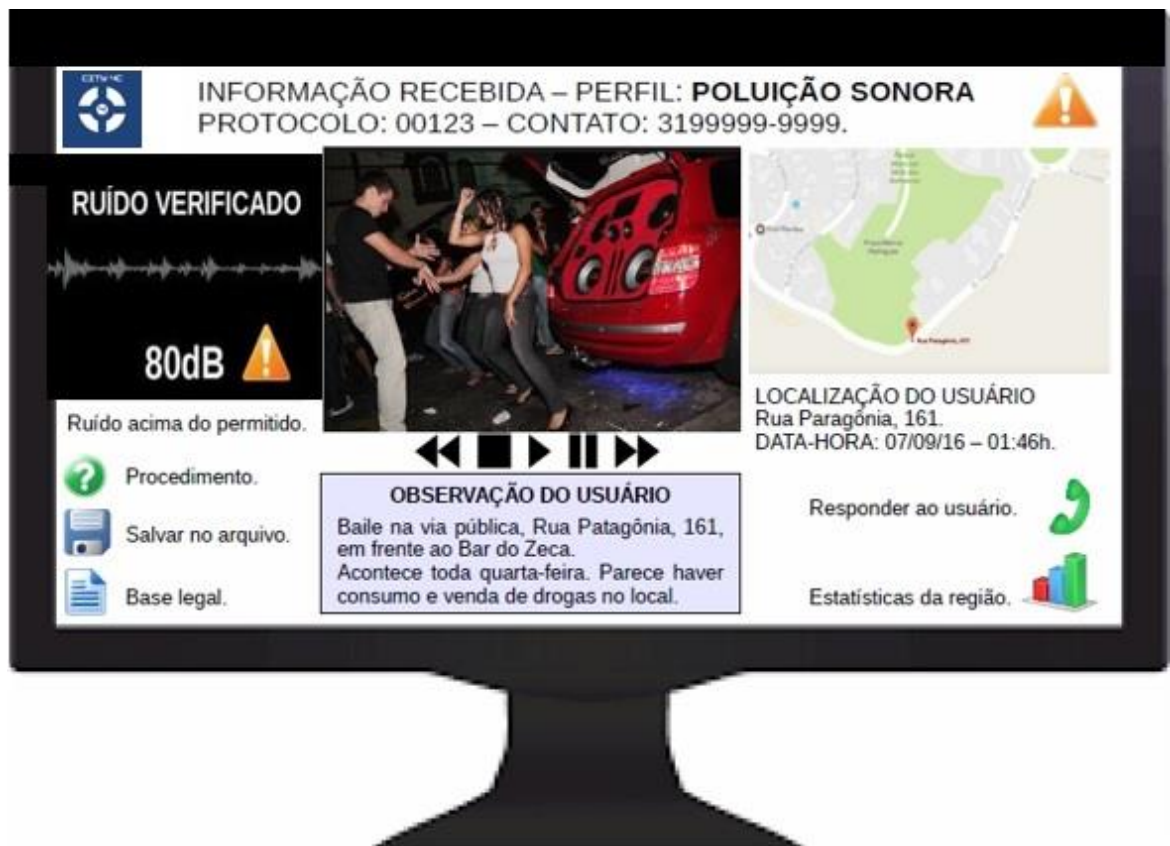 INFORMAÇÃO RECEBIDA – PERFIL: POLUIÇÃO SONORA
PROTOCOLO: 00123 – CONTATO: 3199999-9999.
RUÍDO VERIFICADO
80dB
Ruído acima do permitido.
Procedimento.
Salvar no arquivo.
Base legal.
OBSERVAÇÃO DO USUÁRIO
Baile na via pública, Rua Patagônia, 161,
em frente ao Bar do Zeca.
Acontece toda quarta-feira. Parece haver
consumo e venda de drogas no local.
LOCALIZAÇÃO DO USUÁRIO
Rua Paragônia, 161.
DATA-HORA: 07/09/16 – 01:46h.
Responder ao usuário.
Estatísticas da região.